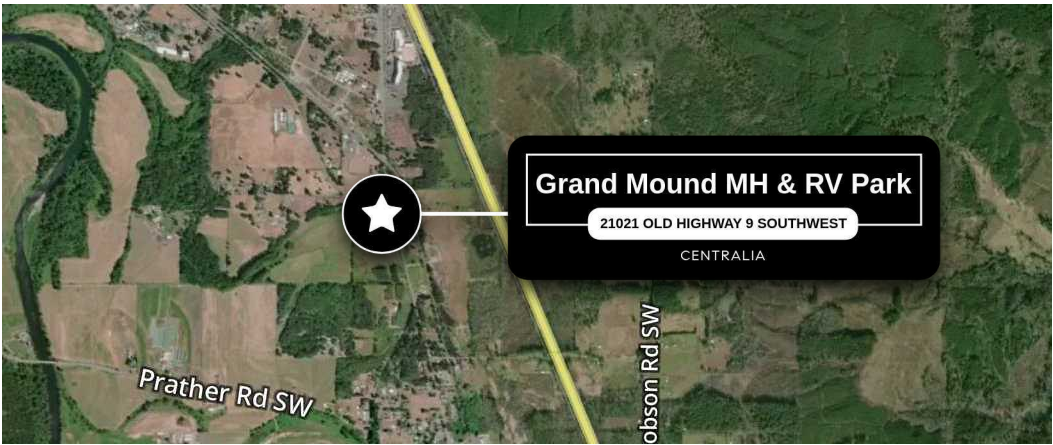 Grand Mound MH & RV Park
21021 OLD HIGHWAY 9 SOUTHWEST
CENTRALIA
Prather Rd SW
obson Rd SW